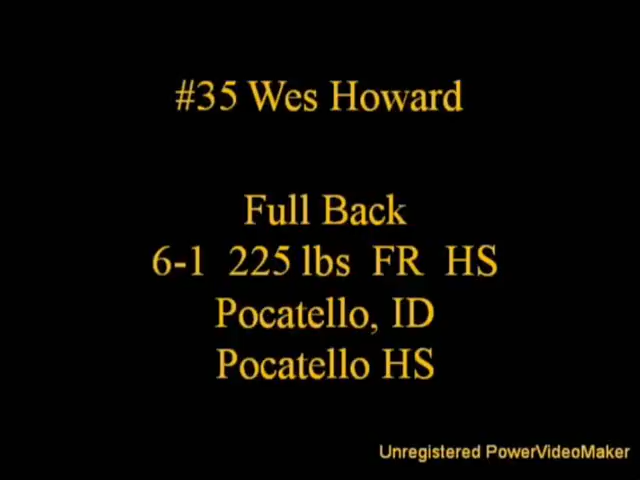 #35 Wes Howard
Full Back
6-1 225 lbs FR HS
Pocatello, ID
Pocatello HS
Unregistered PowerVideoMaker